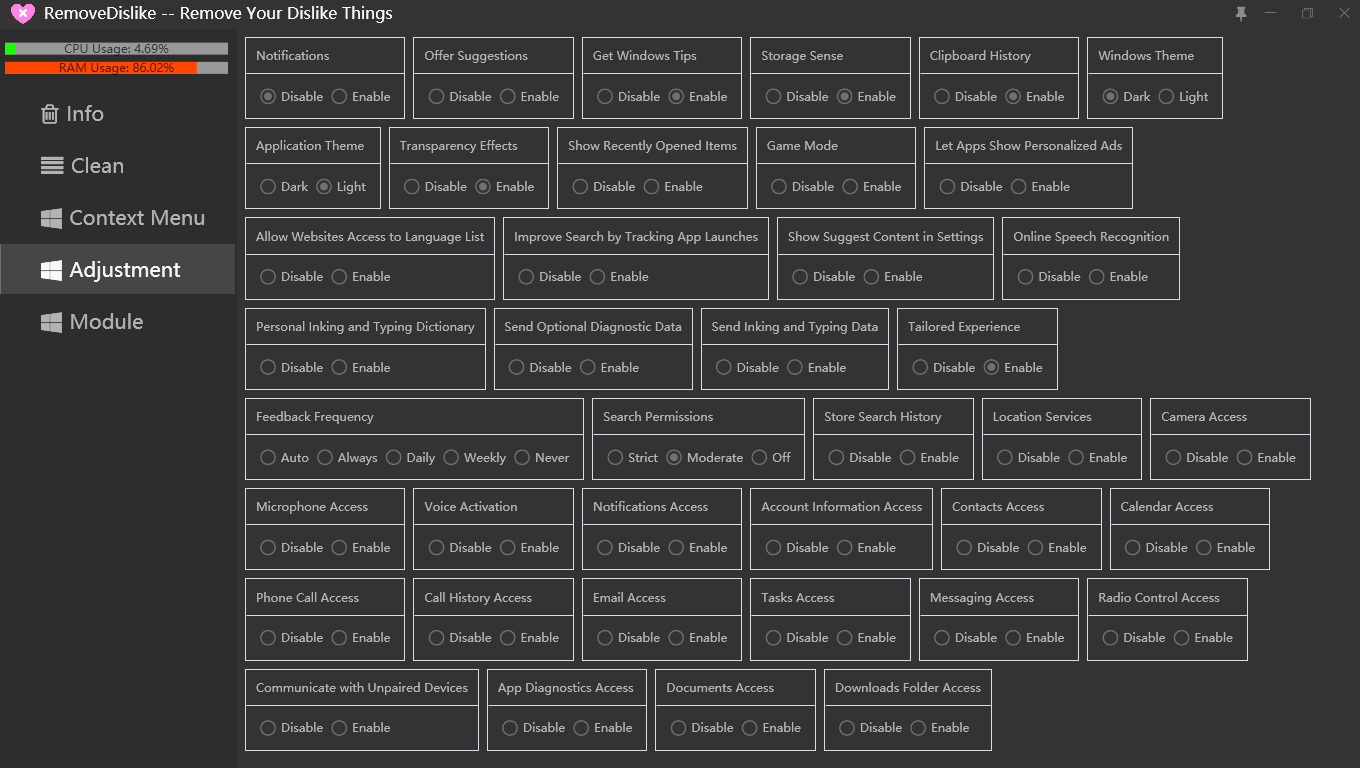 RemoveDislike -- Remove Your Dislike Things
CPU Usage: 4.69%
RAM Usage: 86.02%
Info
Clean
Context Menu
Adjustment
Module
Notifications
Disable Enable
Offer Suggestions
Disable Enable
Get Windows Tips
Disable Enable
Storage Sense
Disable Enable
Clipboard History
Disable Enable
Windows Theme
Dark Light
Application Theme
Dark Light
Transparency Effects
Disable Enable
Show Recently Opened Items
Disable Enable
Game Mode
Disable Enable
Let Apps Show Personalized Ads
Disable Enable
Allow Websites Access to Language List
Disable Enable
Improve Search by Tracking App Launches
Disable Enable
Show Suggest Content in Settings
Disable Enable
Online Speech Recognition
Disable Enable
Personal Inking and Typing Dictionary
Disable Enable
Send Optional Diagnostic Data
Disable Enable
Send Inking and Typing Data
Disable Enable
Tailored Experience
Disable Enable
Feedback Frequency
Auto Always Daily Weekly Never
Search Permissions
Strict Moderate Off
Store Search History
Disable Enable
Location Services
Disable Enable
Camera Access
Disable Enable
Microphone Access
Disable Enable
Voice Activation
Disable Enable
Notifications Access
Disable Enable
Account Information Access
Disable Enable
Contacts Access
Disable Enable
Calendar Access
Disable Enable
Phone Call Access
Disable Enable
Call History Access
Disable Enable
Email Access
Disable Enable
Tasks Access
Disable Enable
Messaging Access
Disable Enable
Radio Control Access
Disable Enable
Communicate with Unpaired Devices
Disable Enable
App Diagnostics Access
Disable Enable
Documents Access
Disable Enable
Downloads Folder Access
Disable Enable